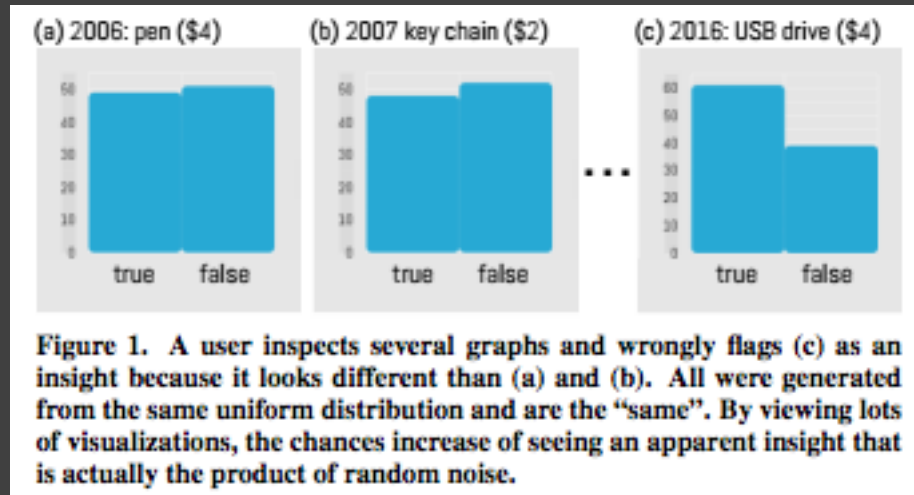 (a) 2006: pen ($4)
(b) 2007 key chain ($2)
(c) 2016: USB drive ($4)
50
40
30
20
10
0
true false
50
40
30
20
10
0
true false
...
60
50
40
30
20
10
0
true false
Figure 1. A user inspects several graphs and wrongly flags (c) as an
insight because it looks different than (a) and (b). All were generated
from the same uniform distribution and are the “same”. By viewing lots
of visualizations, the chances increase of seeing an apparent insight that
is actually the product of random noise.